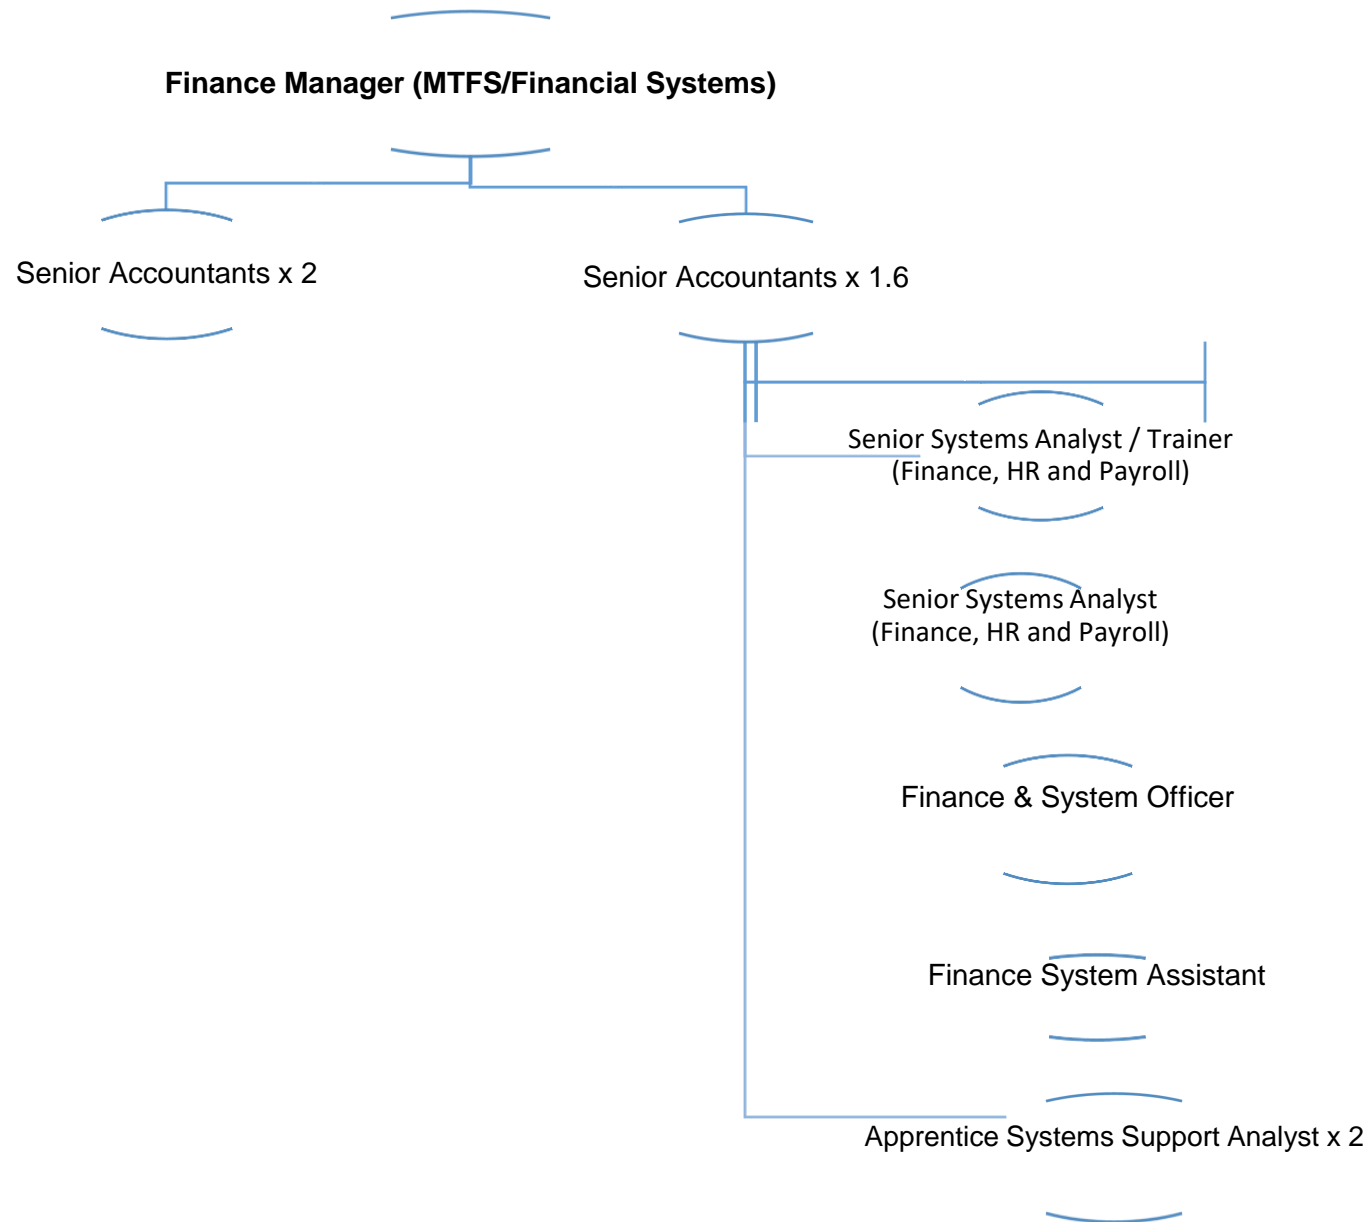 Finance Manager (MTFS/Financial Systems)
Senior Accountants x 2
Senior Accountants x 1.6
Senior Systems Analyst / Trainer
(Finance, HR and Payroll)
Senior Systems Analyst
(Finance, HR and Payroll)
Finance & System Officer
Finance System Assistant
Apprentice Systems Support Analyst x 2